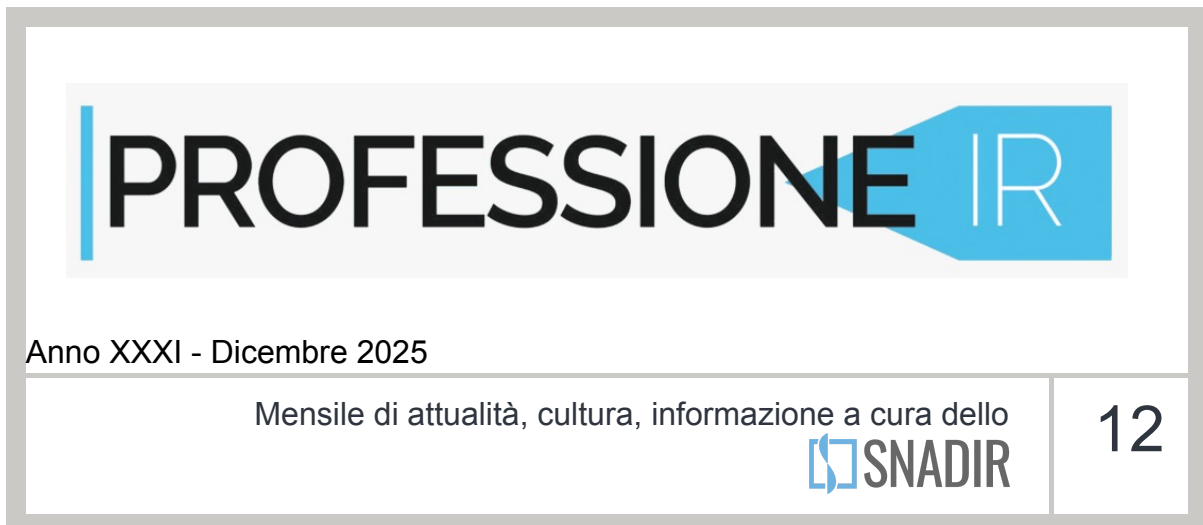 PROFESSIONE IR
Anno XXXI - Dicembre 2025
Mensile di attualità, cultura, informazione a cura dello
SNADIR
12